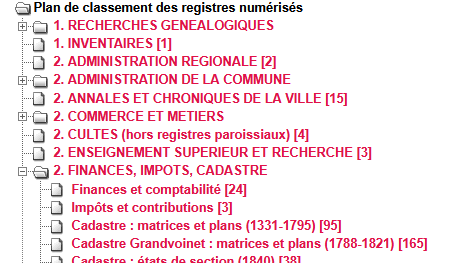 Plan de classement des registres numérisés
1. RECHERCHES GENEALOGIQUES
1. INVENTAIRES [1]
2. ADMINISTRATION REGIONALE [2]
2. ADMINISTRATION DE LA COMMUNE
2. ANNALES ET CHRONIQUES DE LA VILLE [15]
2. COMMERCE ET METIERS
2. CULTES (hors registres paroissiaux) [4]
2. ENSEIGNEMENT SUPERIEUR ET RECHERCHE [3]
2. FINANCES, IMPOTS, CADASTRE
Finances et comptabilité [24]
Impôts et contributions [3]
Cadastre : matrices et plans (1331-1795) [95]
Cadastre Grandvoinet : matrices et plans (1788-1821) [165]
Cadastre : états de section (1840) [38]